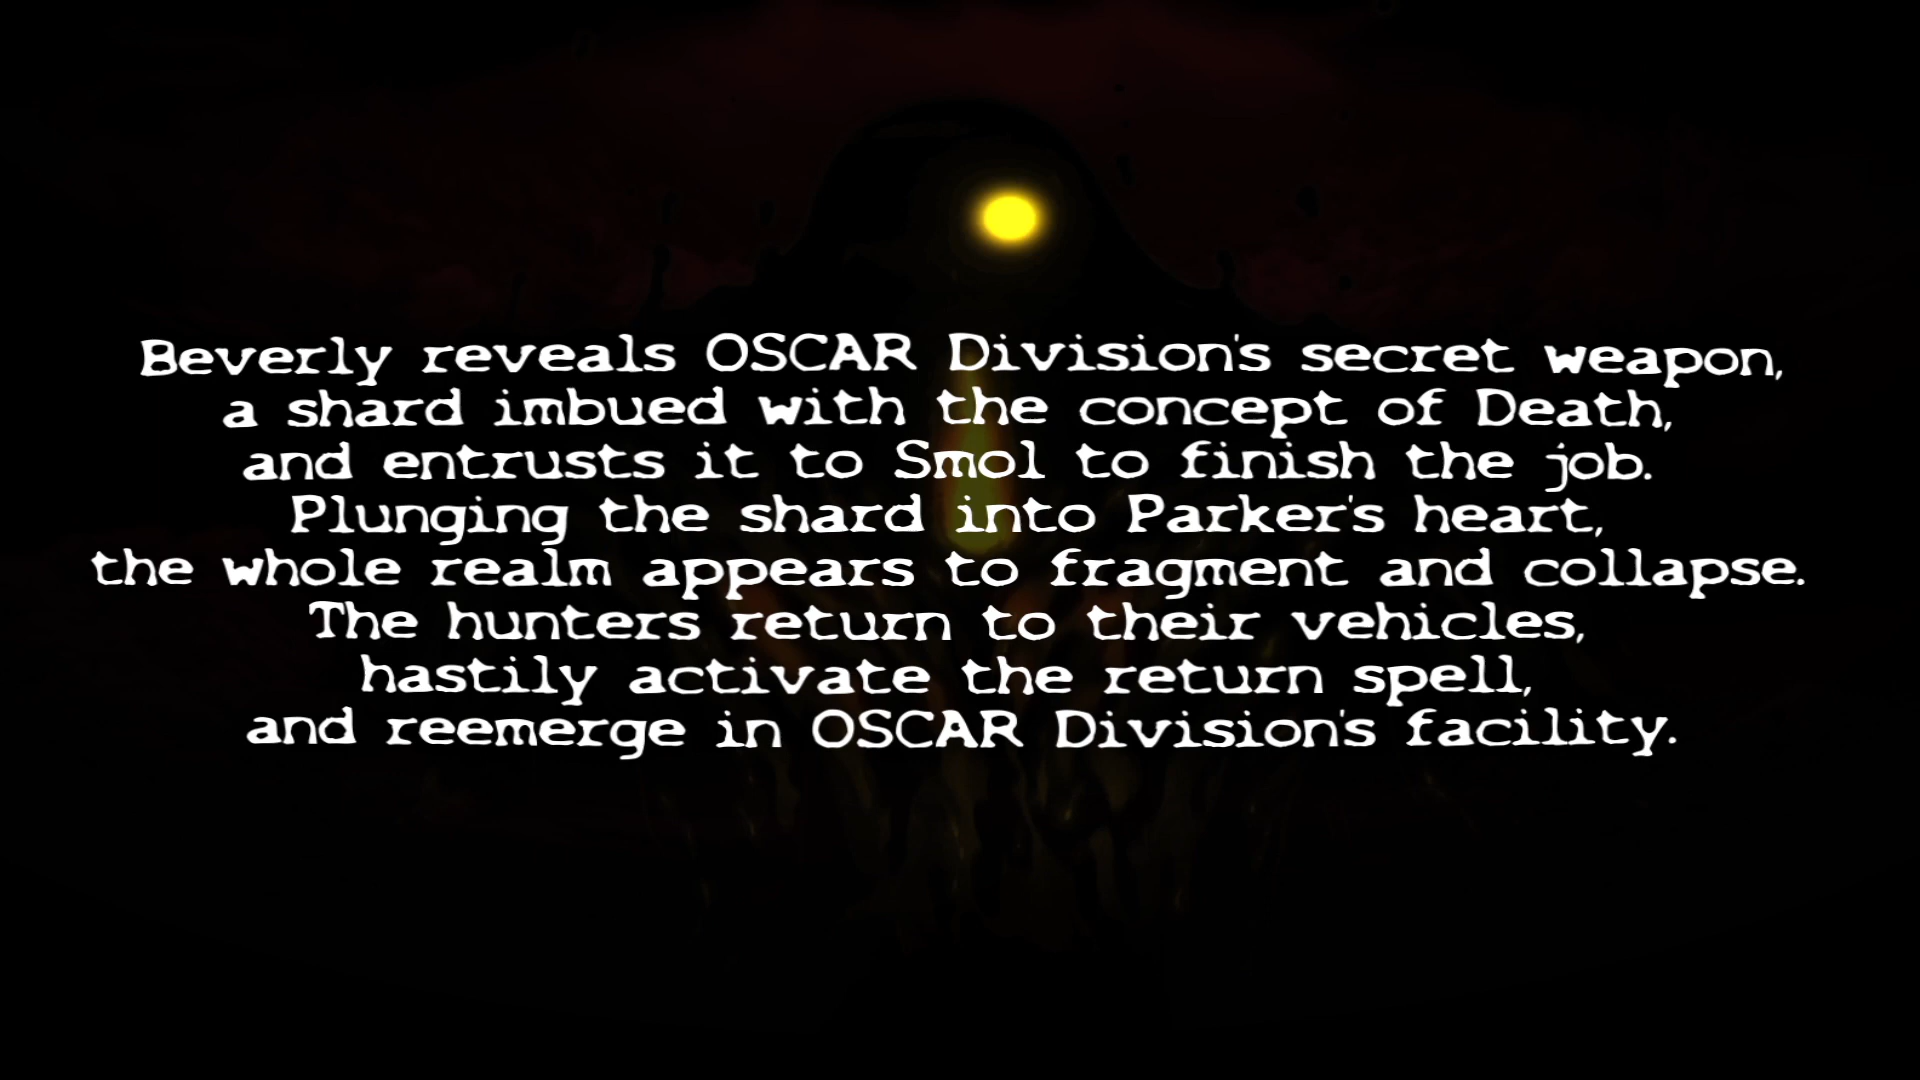 Beverly reveals OSCAR Division's secret weapon,
a shard imbued with the concept of Death,
and entrusts it to Smol to finish the job.
Plunging the shard into Parker's heart,
the whole realm appears to fragment and collapse.
The hunters return to their vehicles,
hastily activate the return spell,
and reemerge in OSCAR Division's facility.